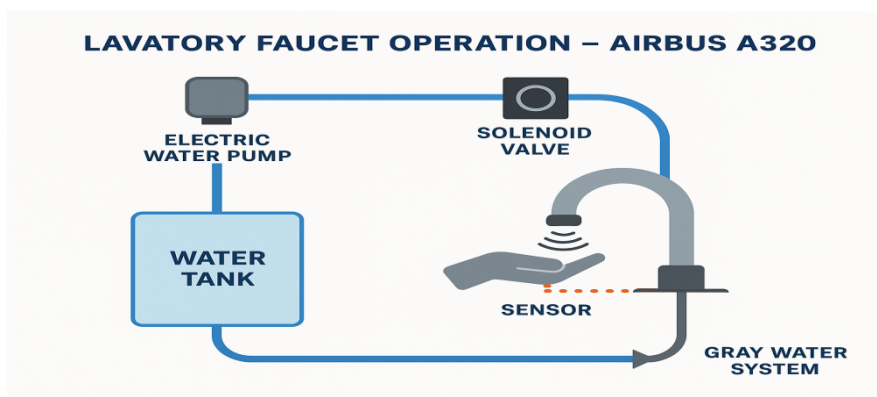 LAVATORY FAUCET OPERATION – AIRBUS A320
ELECTRIC
WATER PUMP
SOLENOID
VALVE
WATER
TANK
SENSOR
GRAY WATER
SYSTEM